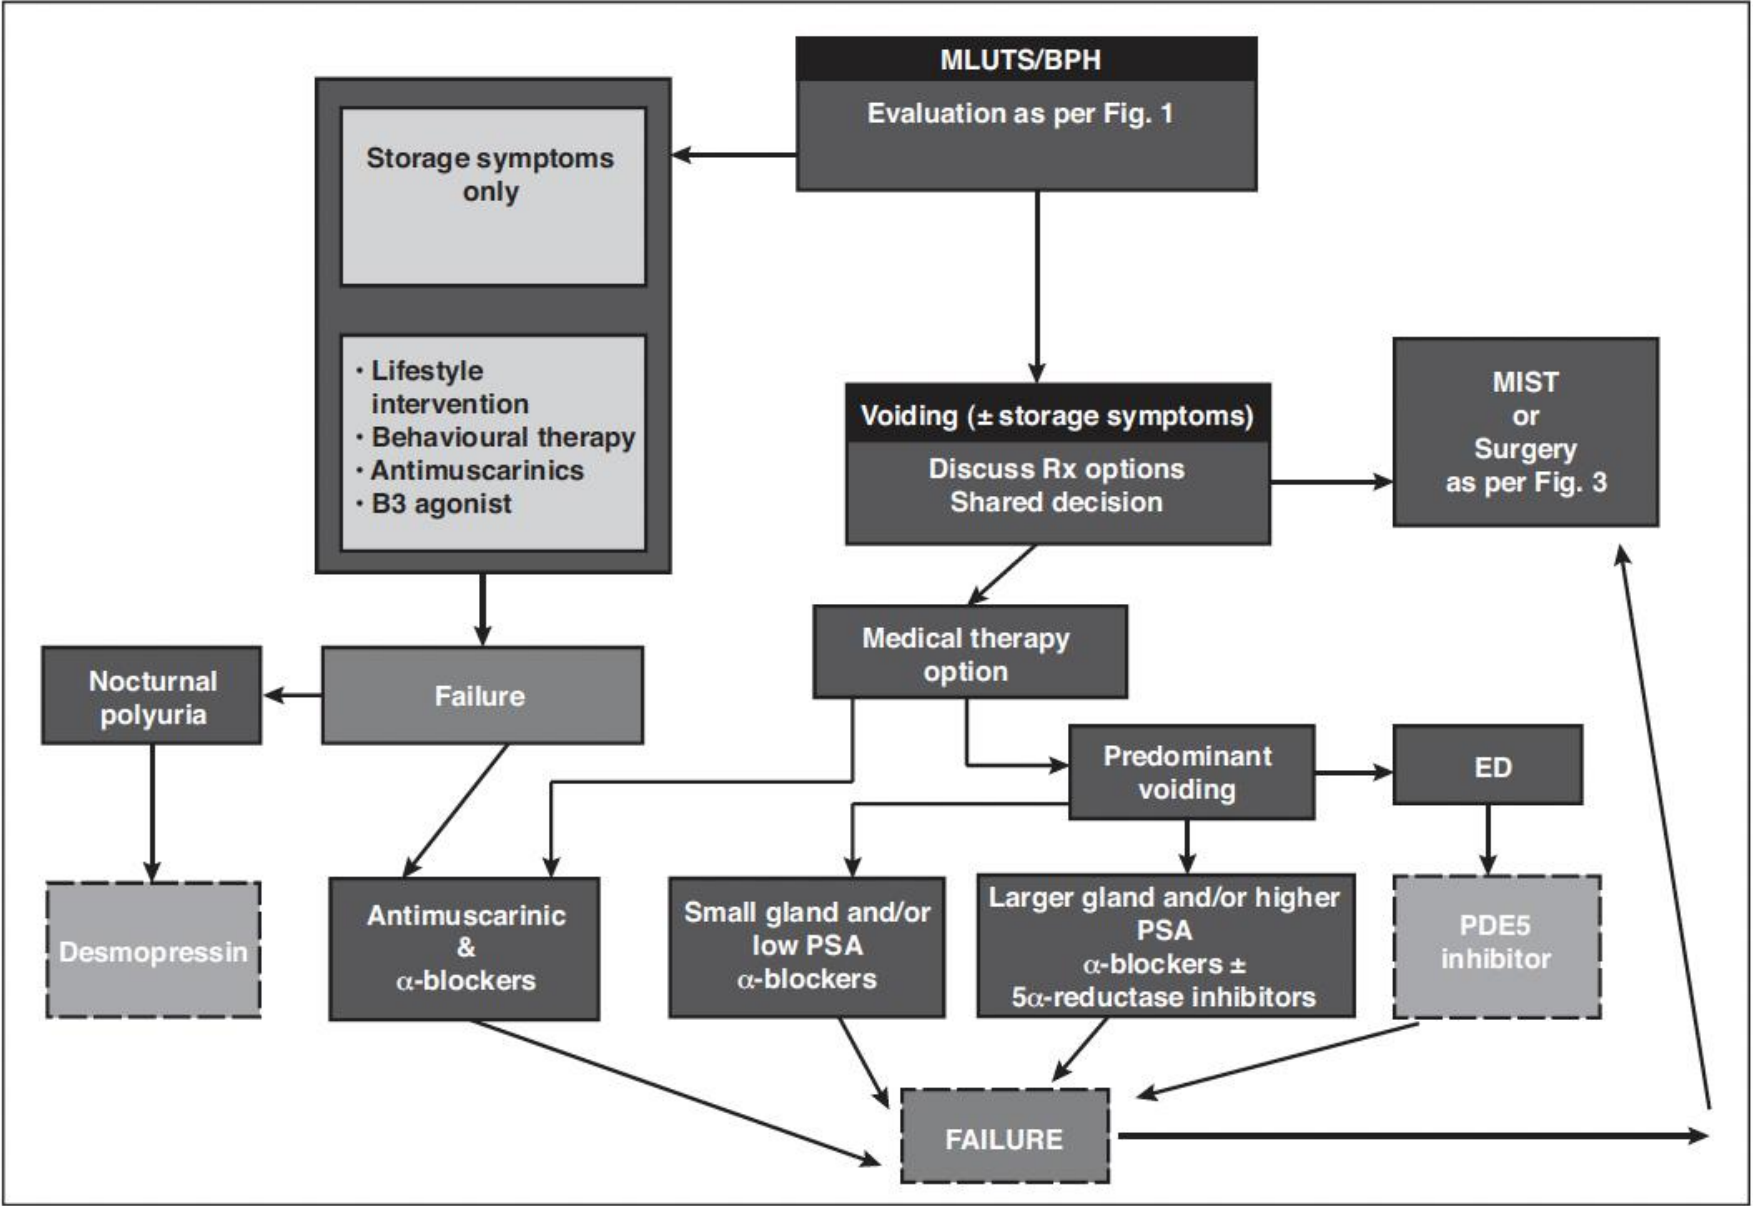 MLUTS/BPH
Evaluation as per Fig. 1
Storage symptoms
only
· Lifestyle
intervention
· Behavioural therapy
· Antimuscarinics
· B3 agonist
Voiding (± storage symptoms)
Discuss Rx options
Shared decision
MIST
or
Surgery
as per Fig. 3
Medical therapy
option
Nocturnal
polyuria
Failure
Predominant
voiding
ED
Desmopressin
Antimuscarinic
&
α-blockers
Small gland and/or
low PSA
α-blockers
Larger gland and/or higher
PSA
α-blockers ±
5α-reductase inhibitors
PDE5
inhibitor
FAILURE